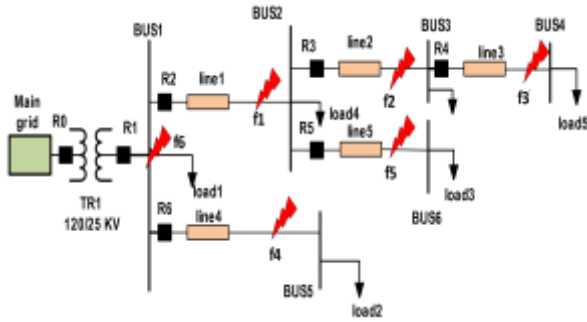 BUS1
BUS2
BUS3
BUS4
R3
line2
R4
line3
R2
line1
Main
grid
R0
R1
f6
f1
load4
f2
f3
load5
R5
line5
load1
f5
load3
TR1
120/25 KV
R6
line4
BUS6
f4
BUS5
load2